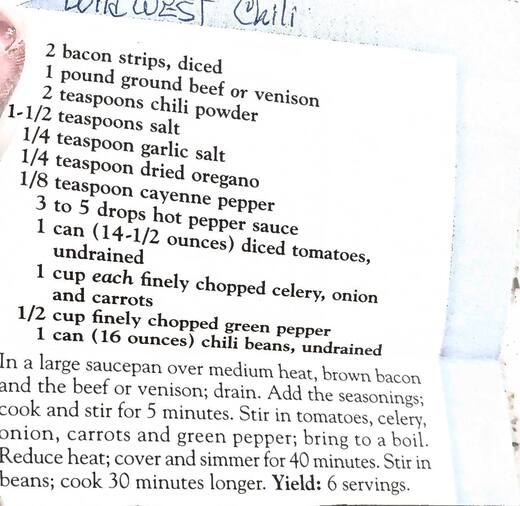 Wild West Chili
2 bacon strips, diced
1 pound ground beef or venison
2 teaspoons chili powder
1-1/2 teaspoons salt
1/4 teaspoon garlic salt
1/4 teaspoon dried oregano
1/8 teaspoon cayenne pepper
3 to 5 drops hot pepper sauce
1 can (14-1/2 ounces) diced tomatoes,
undrained
1 cup each finely chopped celery, onion
and carrots
1/2 cup finely chopped green pepper
1 can (16 ounces) chili beans, undrained
In a large saucepan over medium heat, brown bacon
and the beef or venison; drain. Add the seasonings;
cook and stir for 5 minutes. Stir in tomatoes, celery,
onion, carrots and green pepper; bring to a boil.
Reduce heat; cover and simmer for 40 minutes. Stir in
beans; cook 30 minutes longer. Yield: 6 servings.